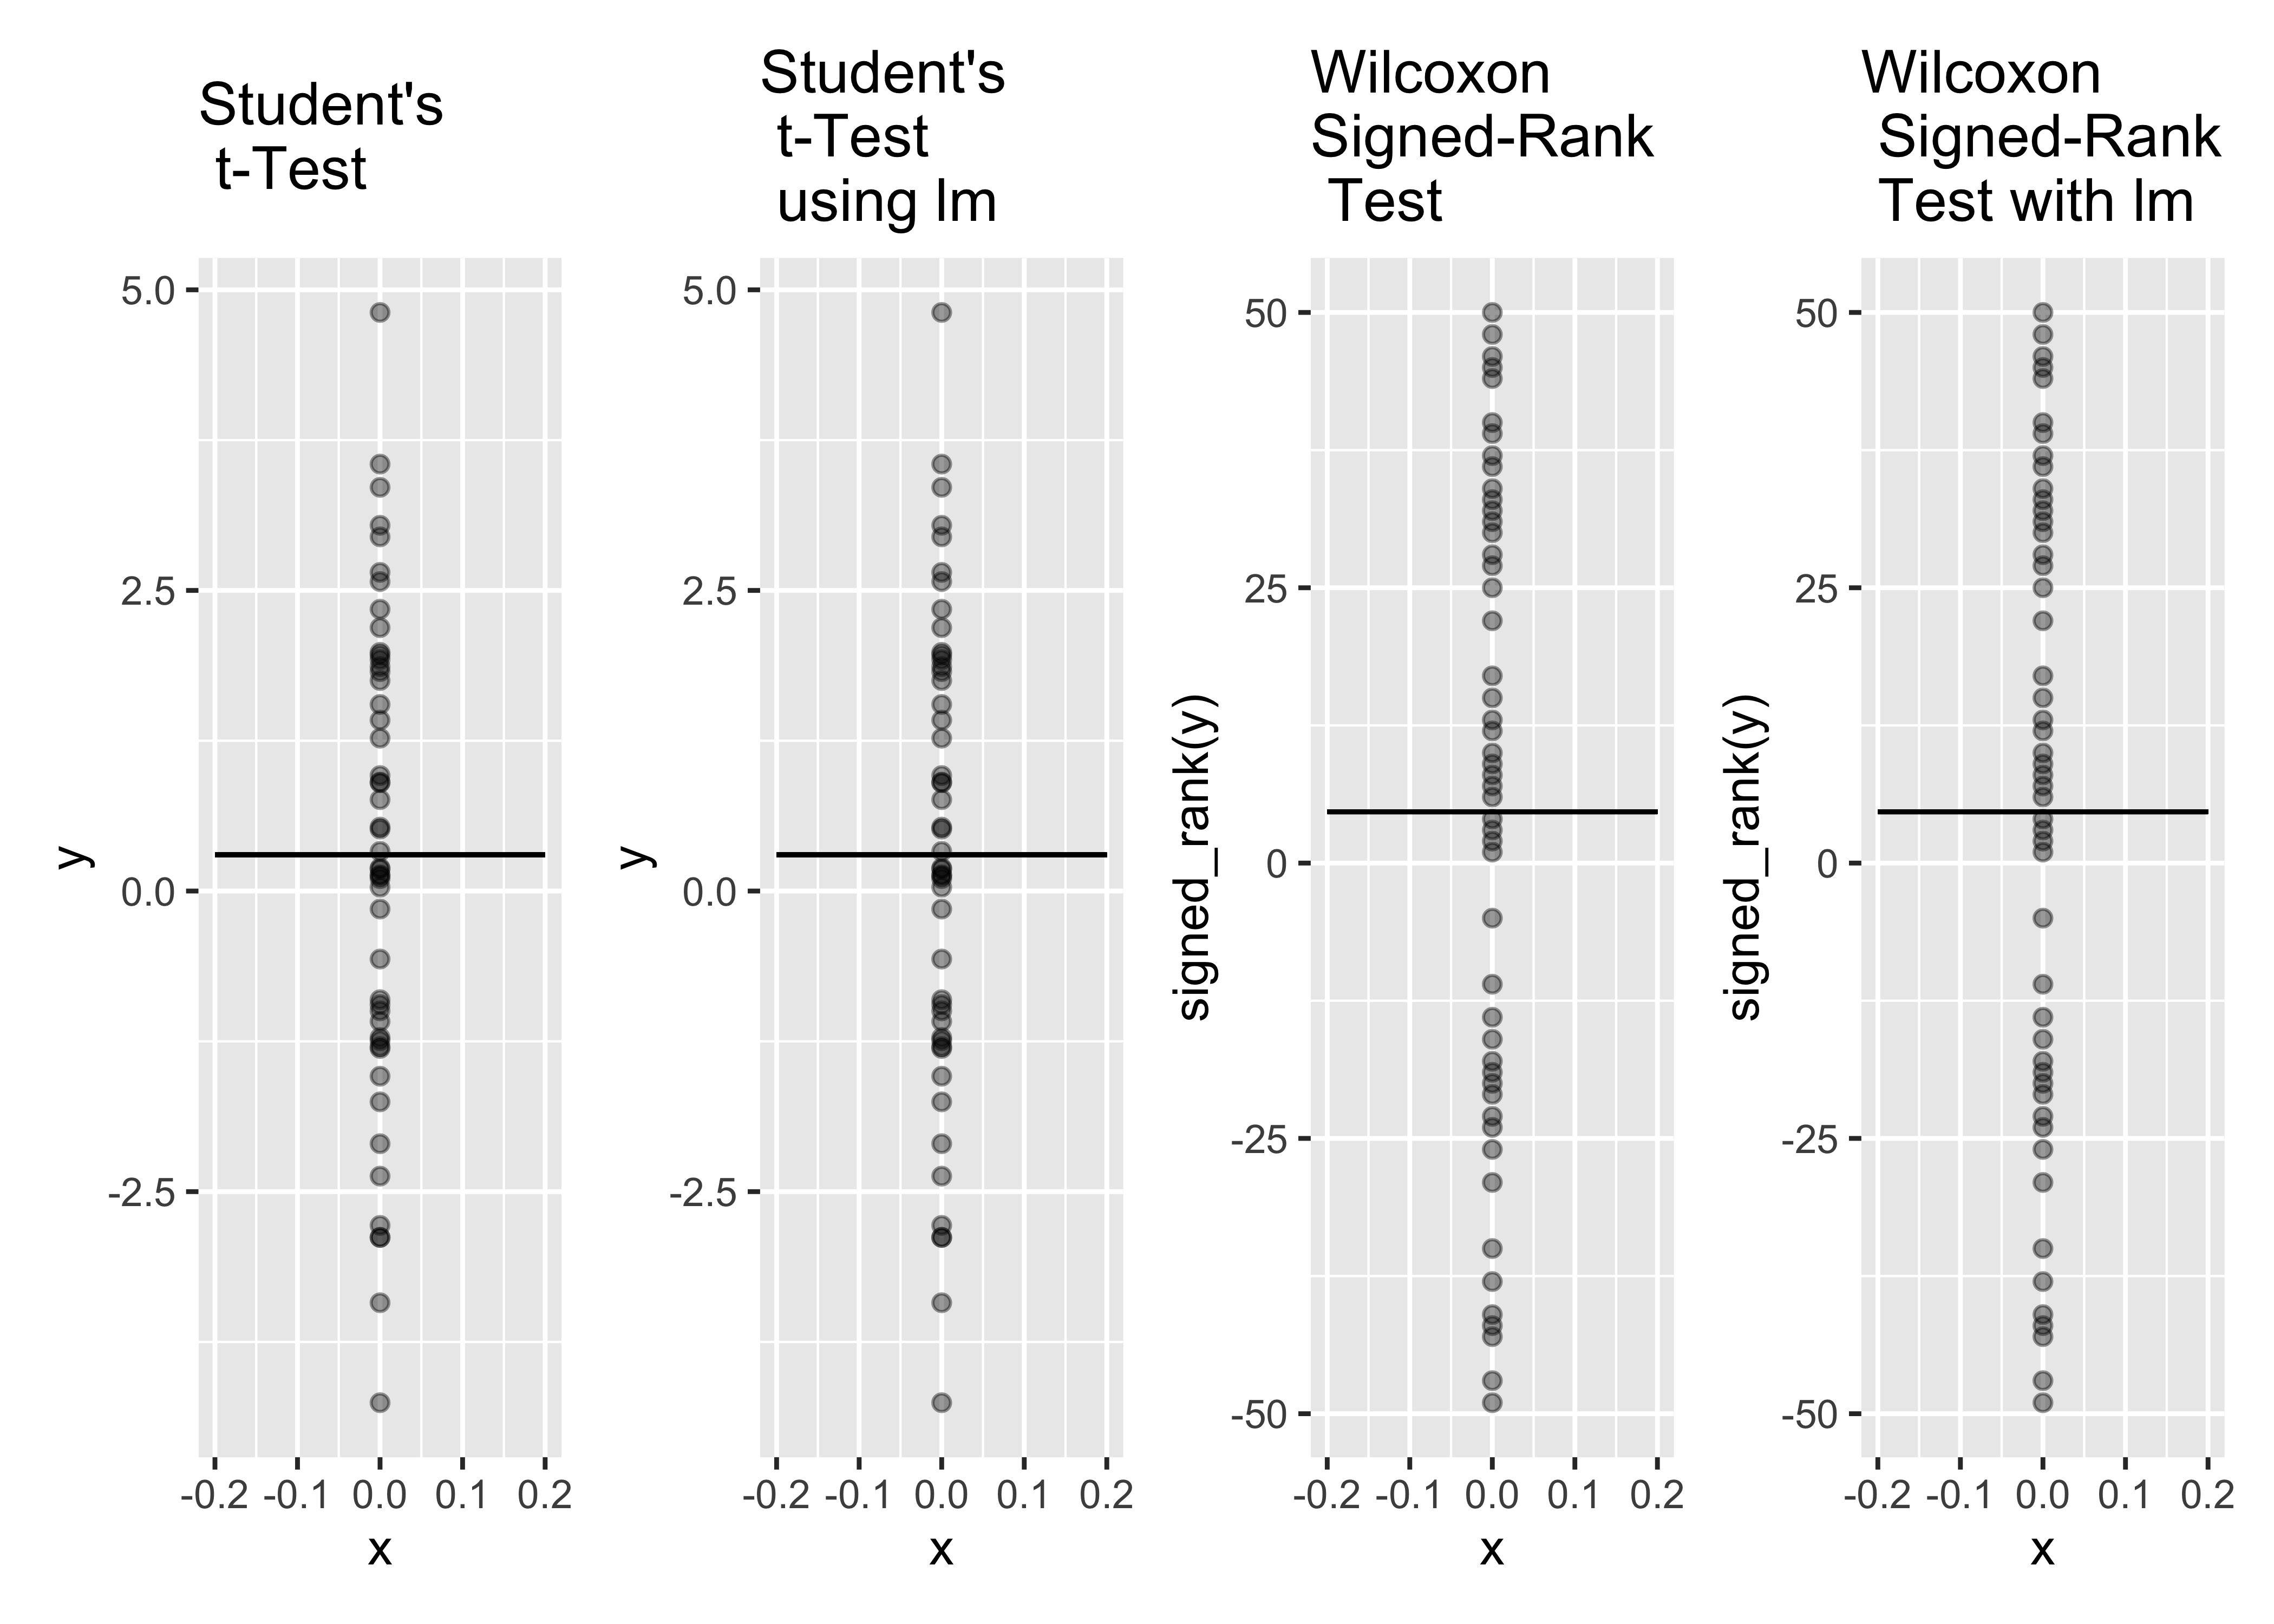 Student's
t-Test
5.0
2.5
0.0
-2.5
y
-0.2 -0.1 0.0 0.1 0.2
x
Student's
t-Test
using lm
5.0
2.5
0.0
-2.5
y
-0.2 -0.1 0.0 0.1 0.2
x
Wilcoxon
Signed-Rank
Test
50
25
0
-25
-50
signed_rank(y)
-0.2 -0.1 0.0 0.1 0.2
x
Wilcoxon
Signed-Rank
Test with lm
50
25
0
-25
-50
signed_rank(y)
-0.2 -0.1 0.0 0.1 0.2
x